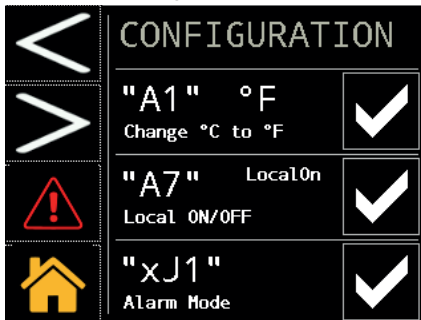 CONFIGURATION
"A1" °F
Change °C to °F
"A7" LocalOn
Local ON/OFF
"xJ1"
Alarm Mode